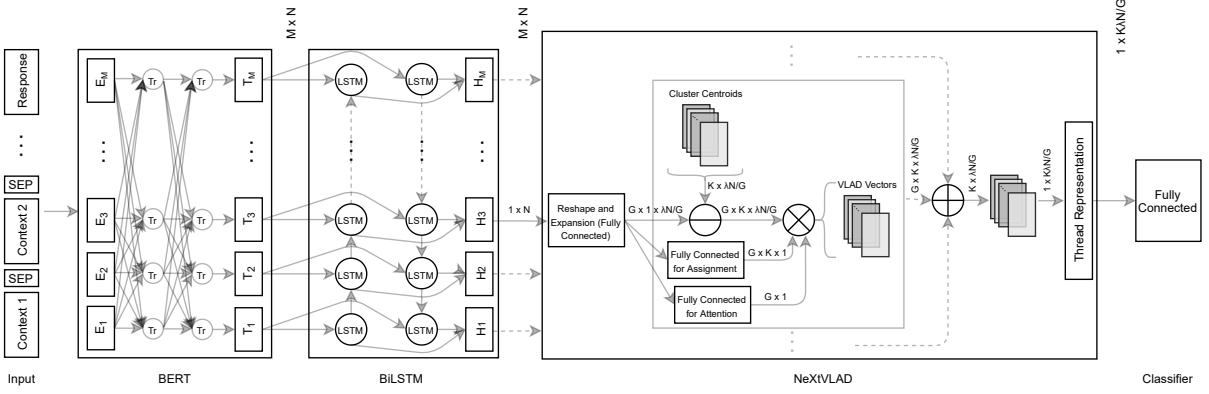 M x N
M x N
1 x KλN/G
Response
. . .
SEP
Context 2
SEP
Context 1
E_M
. . .
E_3
E_2
E_1
Tr
Tr
Tr
Tr
Tr
Tr
Tr
Tr
T_M
. . .
T_3
T_2
T_1
LSTM
LSTM
. . .
. . .
LSTM
LSTM
LSTM
LSTM
LSTM
LSTM
H_M
. . .
H_3
H_2
H_1
1 x N
. . .
Reshape and
Expansion (Fully
Connected)
G x 1 x λN/G
Cluster Centroids
K x λN/G
G x K x λN/G
Fully Connected
for Assignment
G x K x 1
Fully Connected
for Attention
G x 1
VLAD Vectors
. . .
G x K x λN/G
K x λN/G
1 x KλN/G
Thread Representation
Fully
Connected
Input
BERT
BiLSTM
NeXtVLAD
Classifier